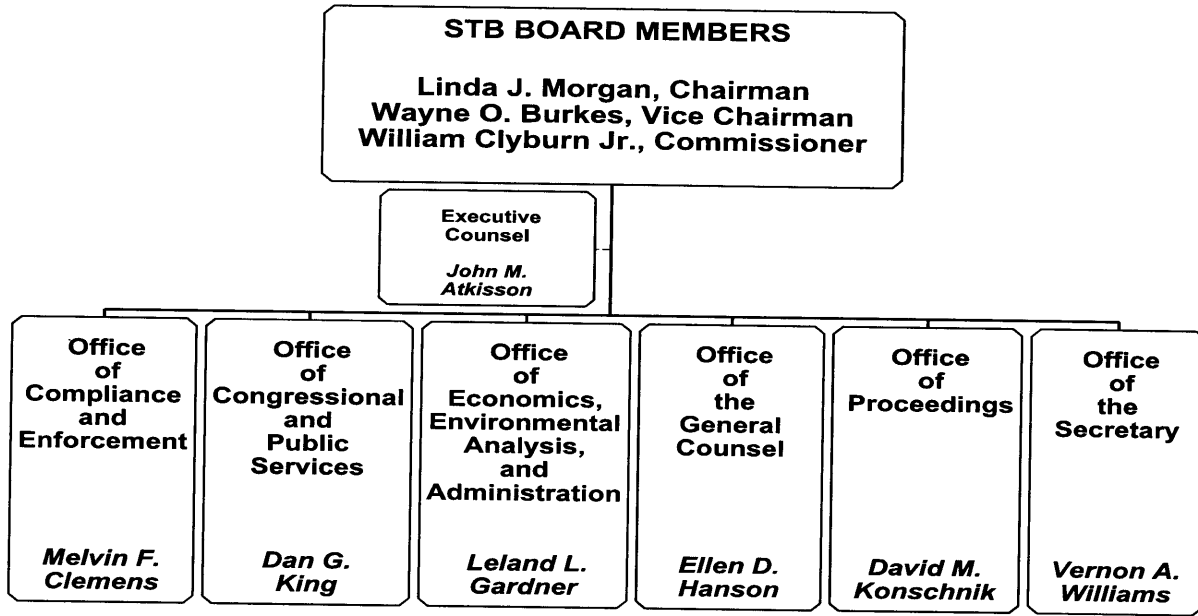 STB BOARD MEMBERS
Linda J. Morgan, Chairman
Wayne O. Burkes, Vice Chairman
William Clyburn Jr., Commissioner
Executive
Counsel
John M.
Atkisson
Office
of
Compliance
and
Enforcement
Melvin F.
Clemens
Office
of
Congressional
and
Public
Services
Dan G.
King
Office
of
Economics,
Environmental
Analysis,
and
Administration
Leland L.
Gardner
Office
of
the
General
Counsel
Ellen D.
Hanson
Office
of
Proceedings
David M.
Konschnik
Office
of
the
Secretary
Vernon A.
Williams